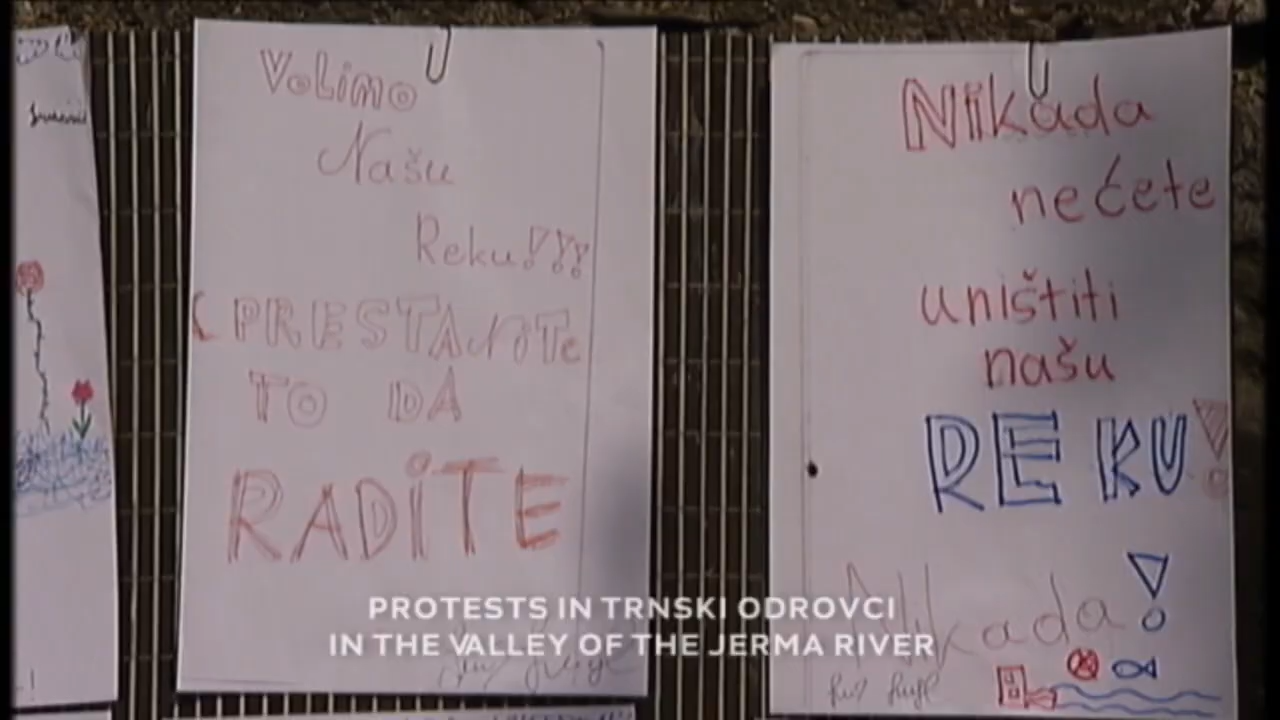 VoLimo
Našu
Reku!!!
PRESTANITe
TO DA
RADiTE
Nikada
nećete
uništiti
našu
REKU!
Nikada!
PROTESTS IN TRNSKI ODROVCI
IN THE VALLEY OF THE JERMA RIVER